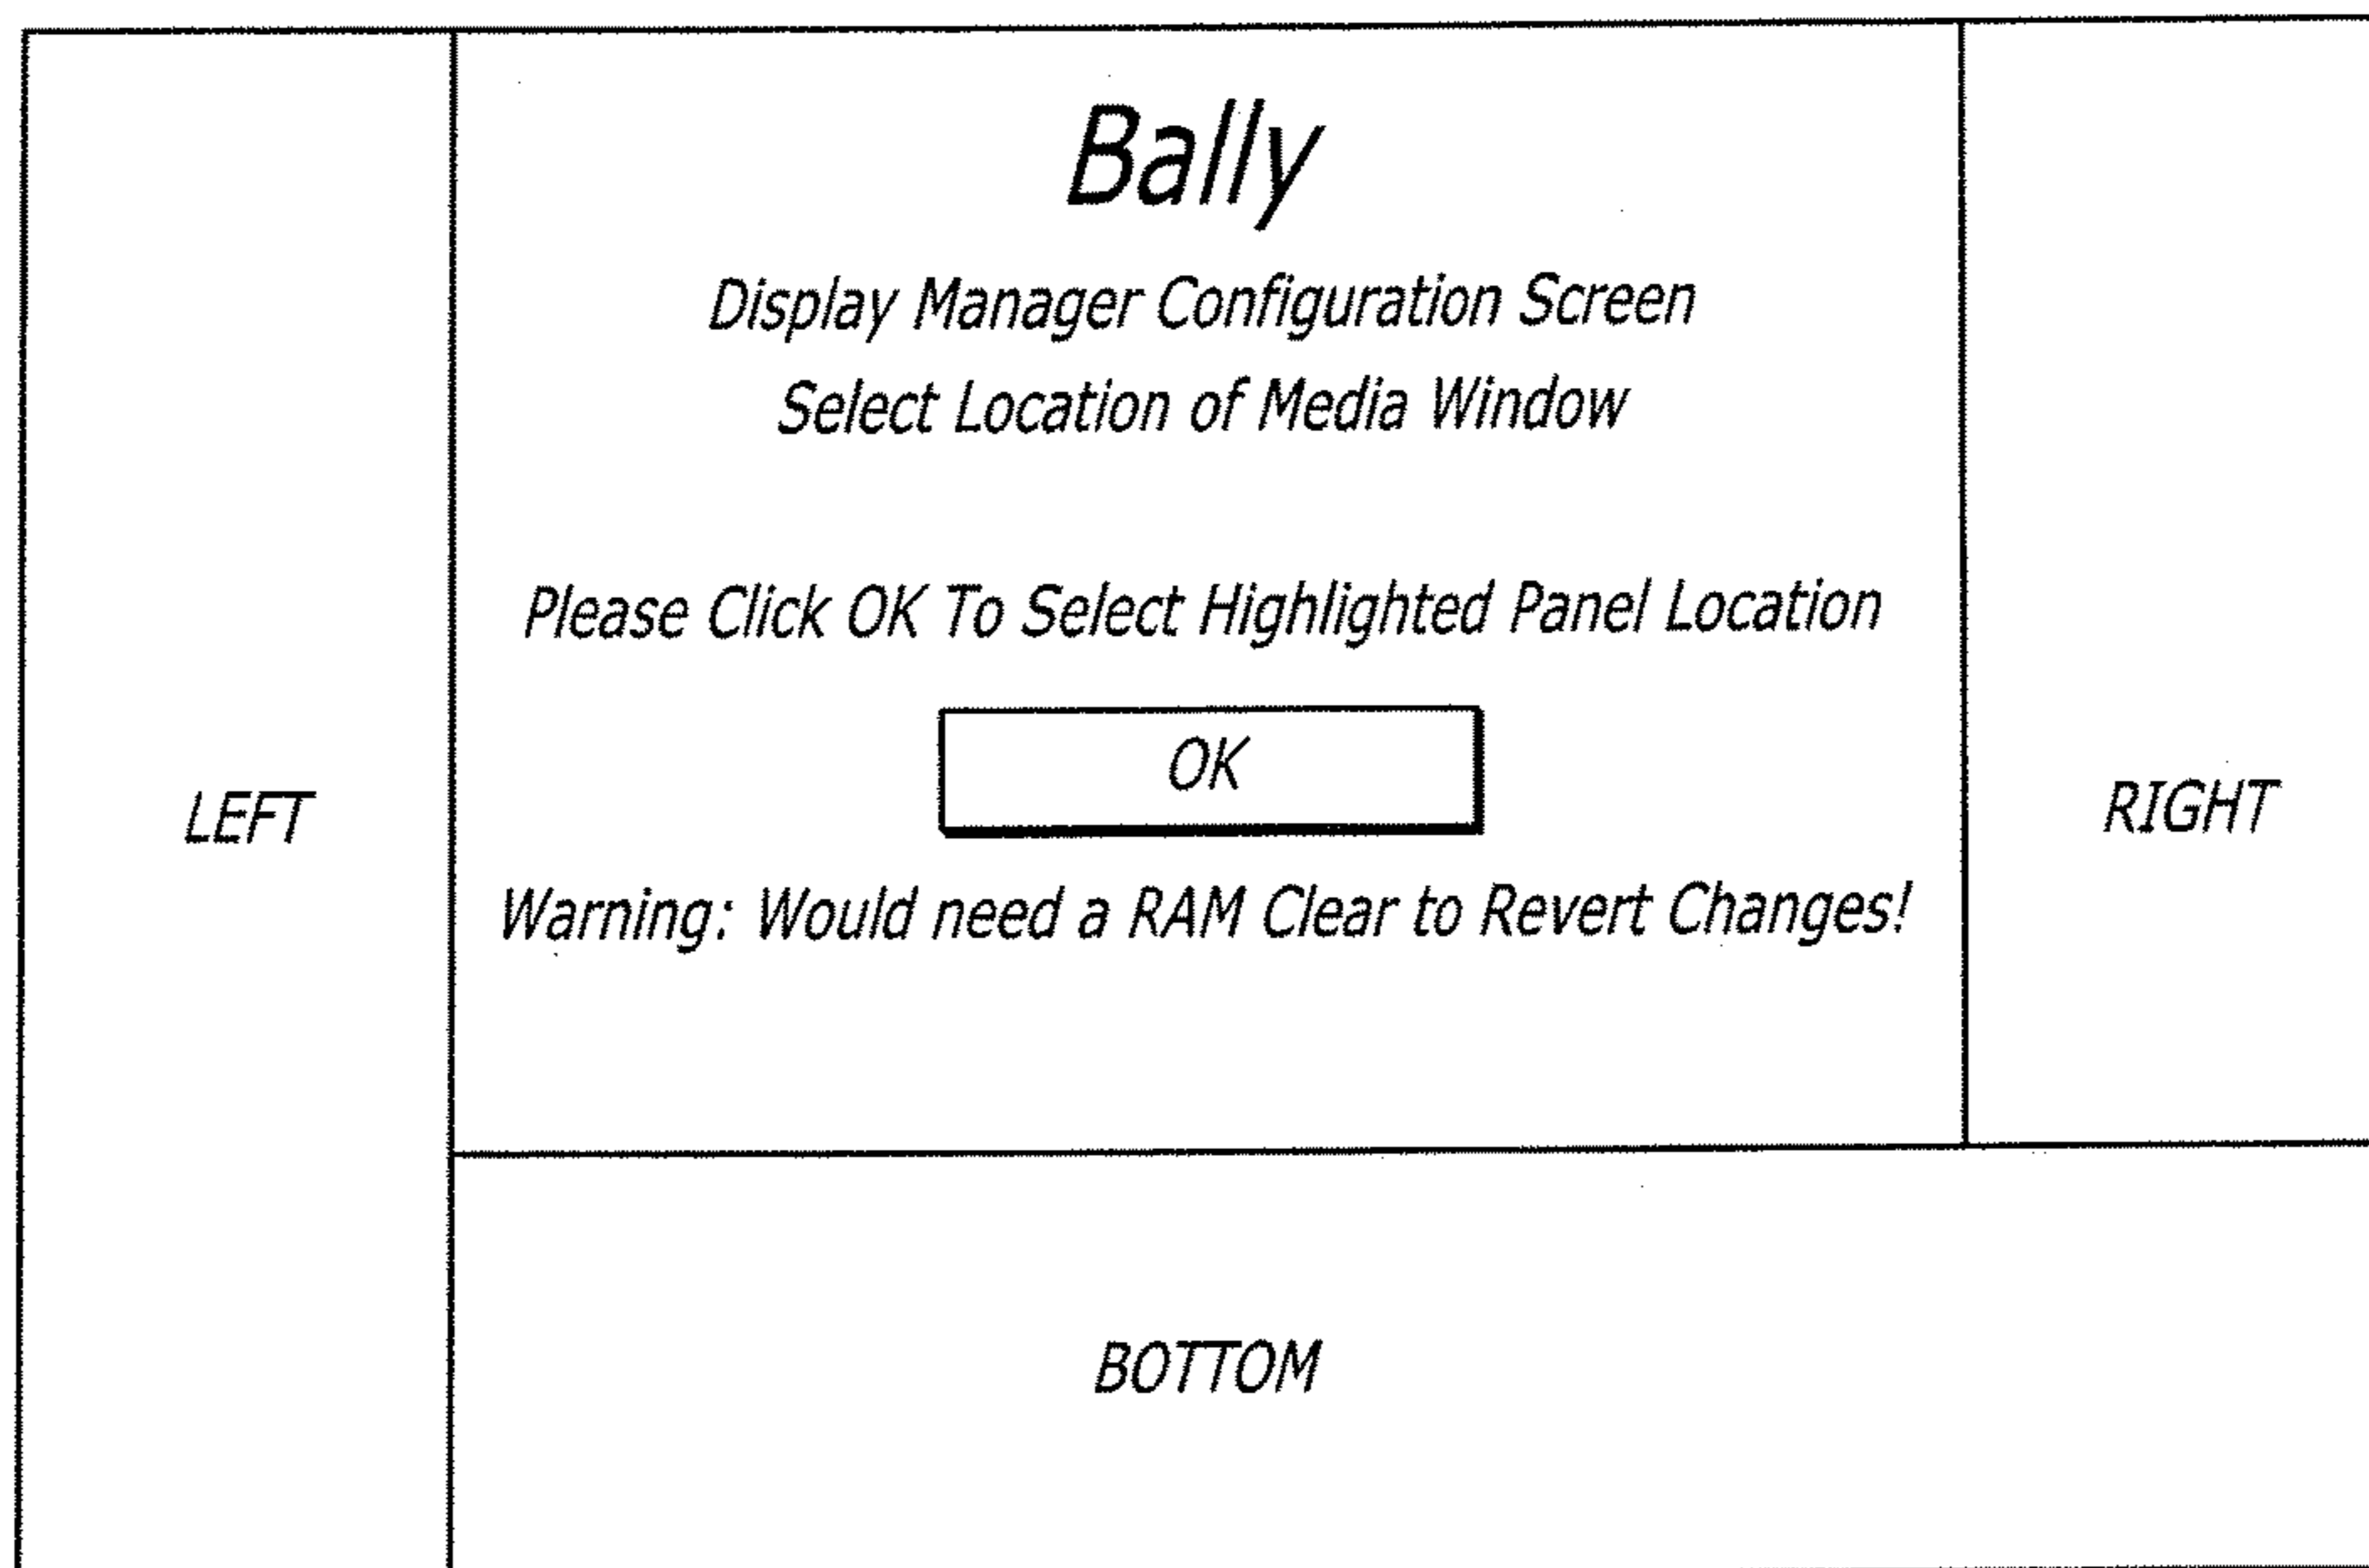 Bally
Display Manager Configuration Screen
Select Location of Media Window
Please Click OK To Select Highlighted Panel Location
OK
LEFT
RIGHT
Warning: Would need a RAM Clear to Revert Changes!
BOTTOM